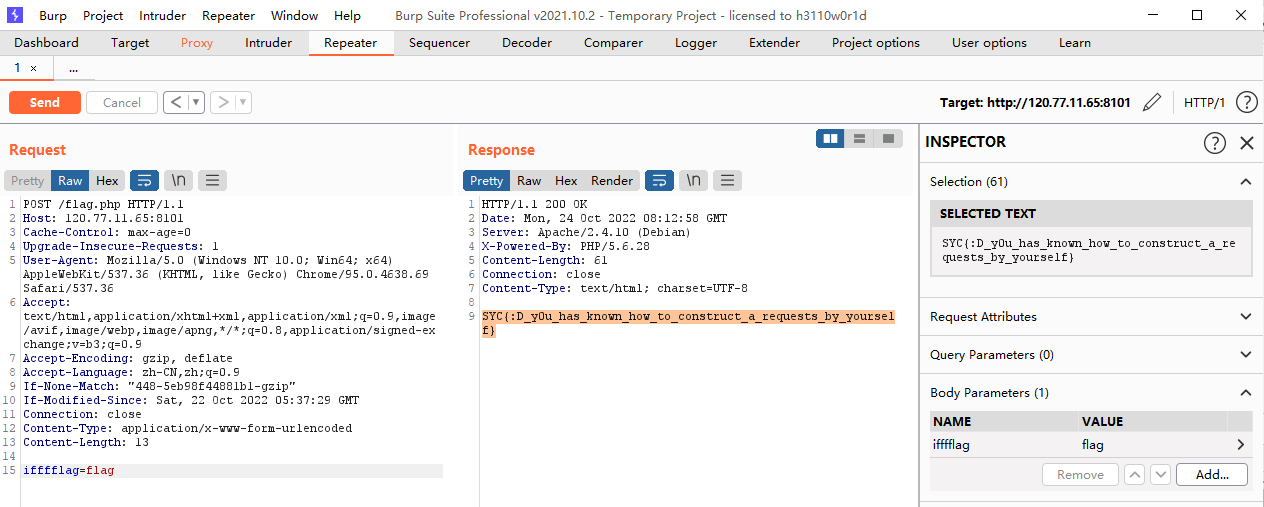 Burp Project Intruder Repeater Window Help Burp Suite Professional v2021.10.2 - Temporary Project - licensed to h3110w0r1d
Dashboard Target Proxy Intruder Repeater Sequencer Decoder Comparer Logger Extender Project options User options Learn
1 × ...
Send Cancel < ▼ > ▼ Target: http://120.77.11.65:8101 HTTP/1 ?
Request
Pretty Raw Hex \n
1 POST /flag.php HTTP/1.1
2 Host: 120.77.11.65:8101
3 Cache-Control: max-age=0
4 Upgrade-Insecure-Requests: 1
5 User-Agent: Mozilla/5.0 (Windows NT 10.0; Win64; x64)
AppleWebKit/537.36 (KHTML, like Gecko) Chrome/95.0.4638.69
Safari/537.36
6 Accept:
text/html,application/xhtml+xml,application/xml;q=0.9,image
/avif,image/webp,image/apng,*/*;q=0.8,application/signed-ex
change;v=b3;q=0.9
7 Accept-Encoding: gzip, deflate
8 Accept-Language: zh-CN,zh;q=0.9
9 If-None-Match: "448-5eb98f44881b1-gzip"
10 If-Modified-Since: Sat, 22 Oct 2022 05:37:29 GMT
11 Connection: close
12 Content-Type: application/x-www-form-urlencoded
13 Content-Length: 13
14
15 ifffflag=flag
Response
Pretty Raw Hex Render \n
1 HTTP/1.1 200 OK
2 Date: Mon, 24 Oct 2022 08:12:58 GMT
3 Server: Apache/2.4.10 (Debian)
4 X-Powered-By: PHP/5.6.28
5 Content-Length: 61
6 Connection: close
7 Content-Type: text/html; charset=UTF-8
8
9 SYC{:D_y0u_has_known_how_to_construct_a_requests_by_yoursel
f}
INSPECTOR ?
Selection (61)
SELECTED TEXT
SYC{:D_y0u_has_known_how_to_construct_a_re
quests_by_yourself}
Request Attributes
Query Parameters (0)
Body Parameters (1)
NAME VALUE
ifffflag flag >
Remove Add...